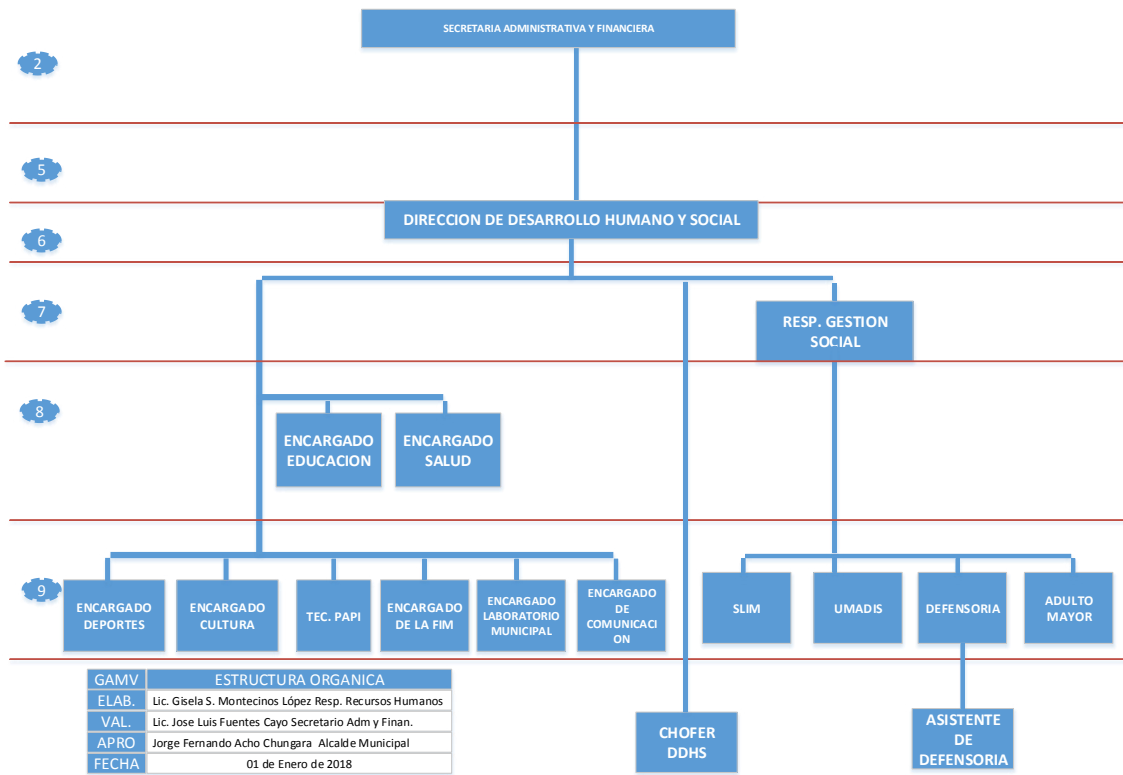 SECRETARIA ADMINISTRATIVA Y FINANCIERA
2
5
DIRECCION DE DESARROLLO HUMANO Y SOCIAL
6
7
RESP. GESTION
SOCIAL
8
ENCARGADO
EDUCACION
ENCARGADO
SALUD
9
ENCARGADO
DEPORTES
ENCARGADO
CULTURA
TEC. PAPI
ENCARGADO
DE LA FIM
ENCARGADO
LABORATORIO
MUNICIPAL
ENCARGADO
DE
COMUNICACI
ON
SLIM
UMADIS
DEFENSORIA
ADULTO
MAYOR
GAMV ESTRUCTURA ORGANICA
ELAB. Lic. Gisela S. Montecinos López Resp. Recursos Humanos
VAL. Lic. Jose Luis Fuentes Cayo Secretario Adm y Finan.
APRO Jorge Fernando Acho Chungara Alcalde Municipal
FECHA 01 de Enero de 2018
CHOFER
DDHS
ASISTENTE
DE
DEFENSORIA